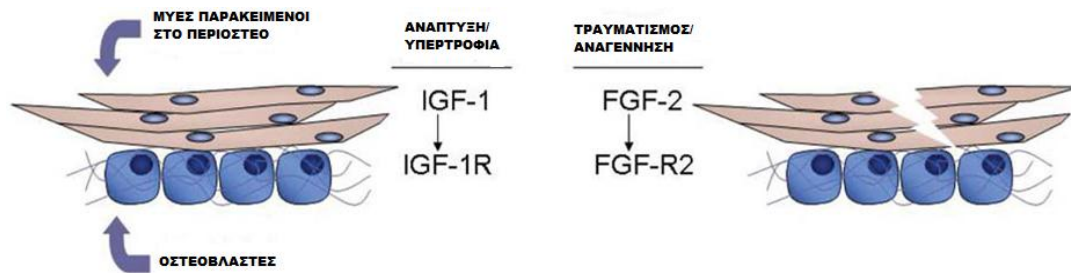 ΜΥΕΣ ΠΑΡΑΚΕΙΜΕΝΟΙ
ΣΤΟ ΠΕΡΙΟΣΤΕΟ
ΑΝΑΠΤΥΞΗ/
ΥΠΕΡΤΡΟΦΙΑ
ΤΡΑΥΜΑΤΙΣΜΟΣ/
ΑΝΑΓΕΝΝΗΣΗ
IGF-1
FGF-2
IGF-1R
FGF-R2
ΟΣΤΕΟΒΛΑΣΤΕΣ